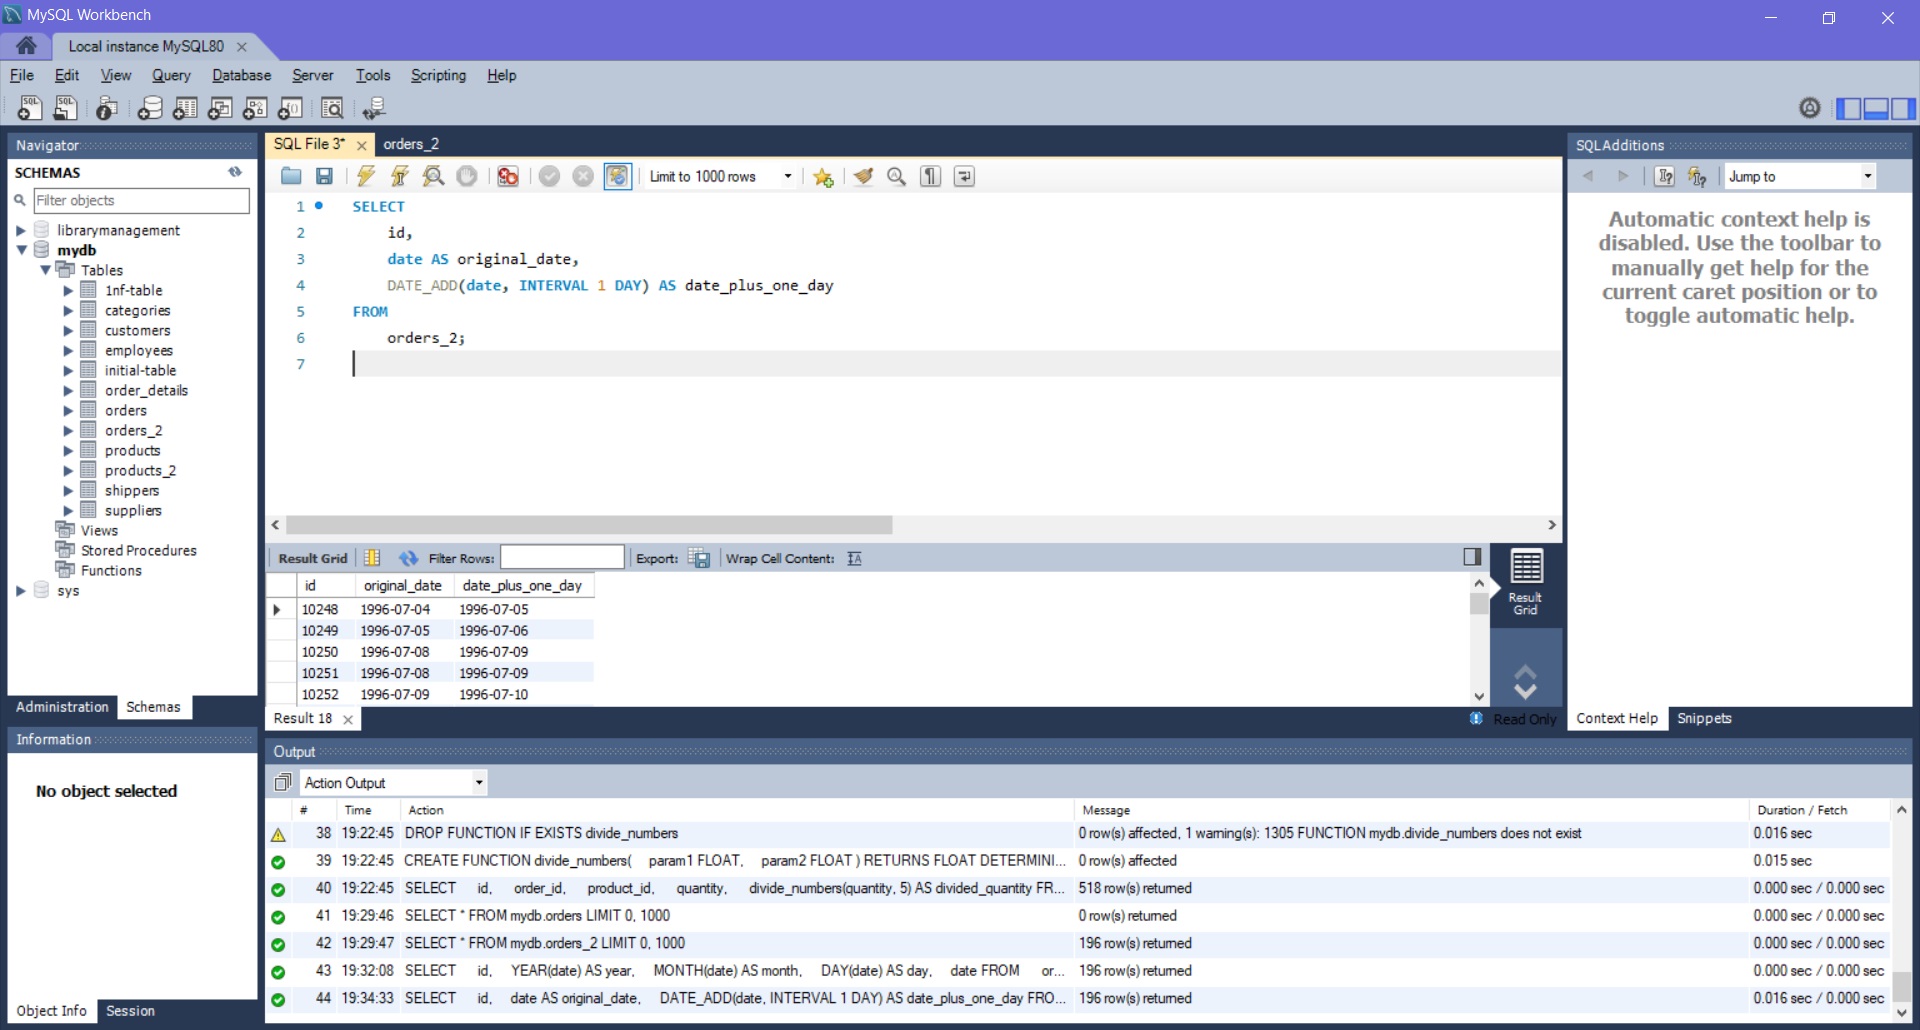 MySQL Workbench
Local instance MySQL80
File Edit View Query Database Server Tools Scripting Help
Navigator
SCHEMAS
Filter objects
librarymanagement
mydb
Tables
1nf-table
categories
customers
employees
initial-table
order_details
orders
orders_2
products
products_2
shippers
suppliers
Views
Stored Procedures
Functions
sys
Administration Schemas
Information
No object selected
Object Info Session
SQL File 3* orders_2
Limit to 1000 rows
1 SELECT
2 id,
3 date AS original_date,
4 DATE_ADD(date, INTERVAL 1 DAY) AS date_plus_one_day
5 FROM
6 orders_2;
7
Result Grid Filter Rows: Export: Wrap Cell Content:
id original_date date_plus_one_day
10248 1996-07-04 1996-07-05
10249 1996-07-05 1996-07-06
10250 1996-07-08 1996-07-09
10251 1996-07-08 1996-07-09
10252 1996-07-09 1996-07-10
Result
Grid
Result 18
Read Only
SQLAdditions
Jump to
Automatic context help is
disabled. Use the toolbar to
manually get help for the
current caret position or to
toggle automatic help.
Context Help Snippets
Output
Action Output
# Time Action Message Duration / Fetch
38 19:22:45 DROP FUNCTION IF EXISTS divide_numbers 0 row(s) affected, 1 warning(s): 1305 FUNCTION mydb.divide_numbers does not exist 0.016 sec
39 19:22:45 CREATE FUNCTION divide_numbers( param1 FLOAT, param2 FLOAT ) RETURNS FLOAT DETERMINI... 0 row(s) affected 0.015 sec
40 19:22:45 SELECT id, order_id, product_id, quantity, divide_numbers(quantity, 5) AS divided_quantity FR... 518 row(s) returned 0.000 sec / 0.000 sec
41 19:29:46 SELECT * FROM mydb.orders LIMIT 0, 1000 0 row(s) returned 0.000 sec / 0.000 sec
42 19:29:47 SELECT * FROM mydb.orders_2 LIMIT 0, 1000 196 row(s) returned 0.000 sec / 0.000 sec
43 19:32:08 SELECT id, YEAR(date) AS year, MONTH(date) AS month, DAY(date) AS day, date FROM or... 196 row(s) returned 0.000 sec / 0.000 sec
44 19:34:33 SELECT id, date AS original_date, DATE_ADD(date, INTERVAL 1 DAY) AS date_plus_one_day FRO... 196 row(s) returned 0.016 sec / 0.000 sec